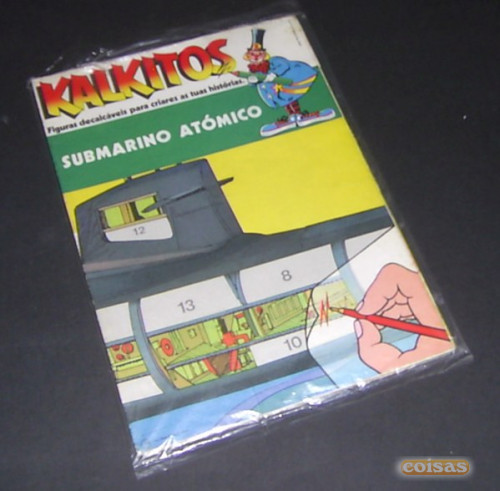 KALKITOS
Figuras decalcáveis para criares as tuas histórias.
SUBMARINO ATÓMICO
12
8
13
10
coisas